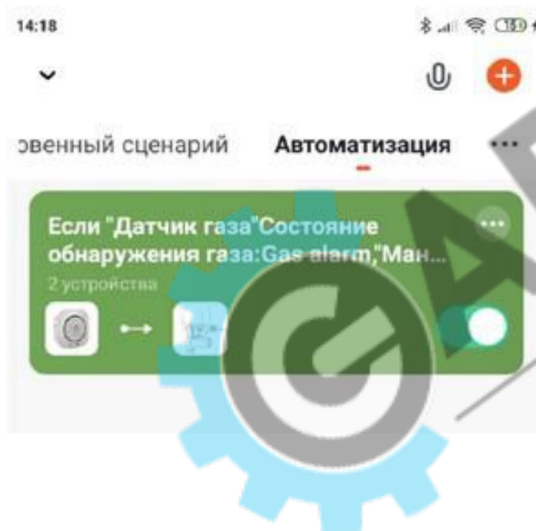 14:18
овенный сценарий Автоматизация
Если "Датчик газа"Состояние
обнаружения газа:Gas alarm,"Ман...
2 устройства